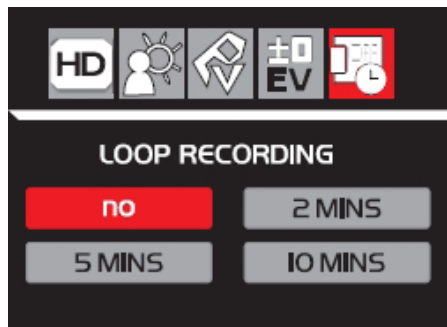 HD ±0
EV
LOOP RECORDING
no 2 MINS
5 MINS 10 MINS